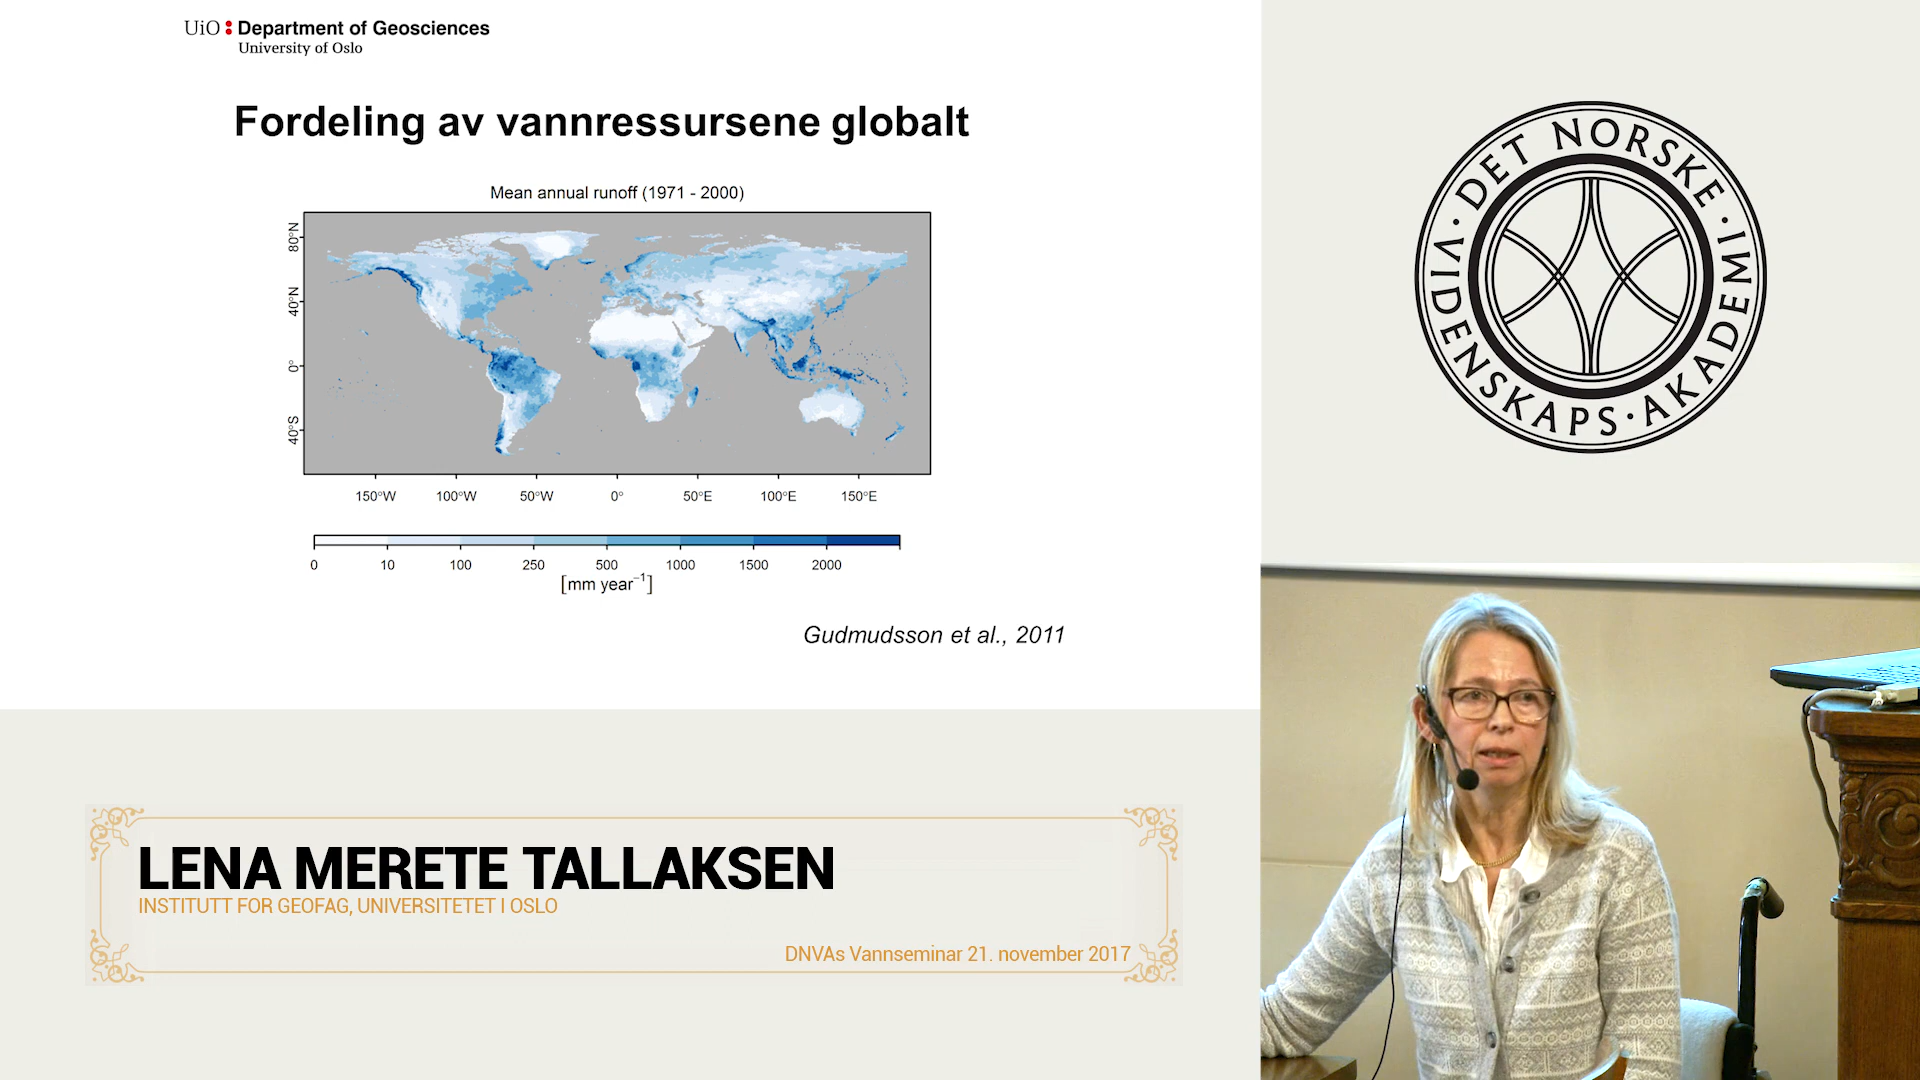 UiO Department of Geosciences
University of Oslo
Fordeling av vannressursene globalt
Mean annual runoff (1971 - 2000)
80°N
40°N
0°
40°S
150°W 100°W 50°W 0° 50°E 100°E 150°E
0 10 100 250 500 1000 1500 2000
[mm year⁻¹]
Gudmudsson et al., 2011
LENA MERETE TALLAKSEN
INSTITUTT FOR GEOFAG, UNIVERSITETET I OSLO
DNVAs Vannseminar 21. november 2017
DET NORSKE · VIDENSKAPS · AKADEMI ·